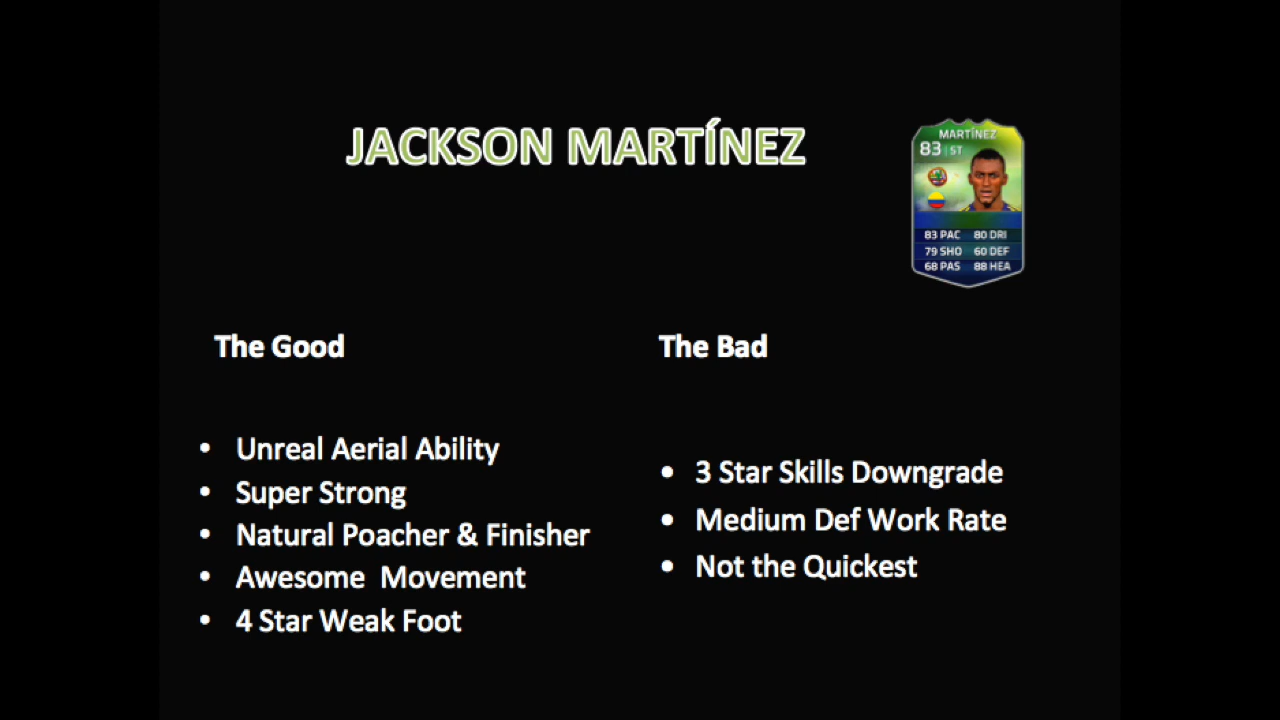 JACKSON MARTÍNEZ
MARTÍNEZ
83 | ST
83 PAC 80 DRI
79 SHO 60 DEF
68 PAS 88 HEA
The Good
• Unreal Aerial Ability
• Super Strong
• Natural Poacher & Finisher
• Awesome  Movement
• 4 Star Weak Foot
The Bad
• 3 Star Skills Downgrade
• Medium Def Work Rate
• Not the Quickest